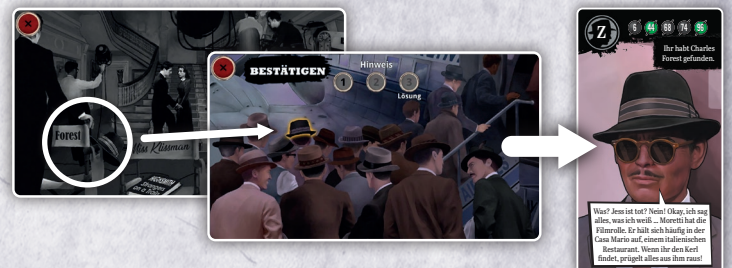 Forest
Miss Klissman
BESTÄTIGEN
Hinweis
1 2 3
Lösung
Z
6 44 68 74 95
Ihr habt Charles
Forest gefunden.
Was? Jess ist tot? Nein! Okay, ich sag
alles, was ich weiß ... Moretti hat die
Filmrolle. Er hält sich häufig in der
Casa Mario auf, einem italienischen
Restaurant. Wenn ihr den Kerl
findet, prügelt alles aus ihm raus!